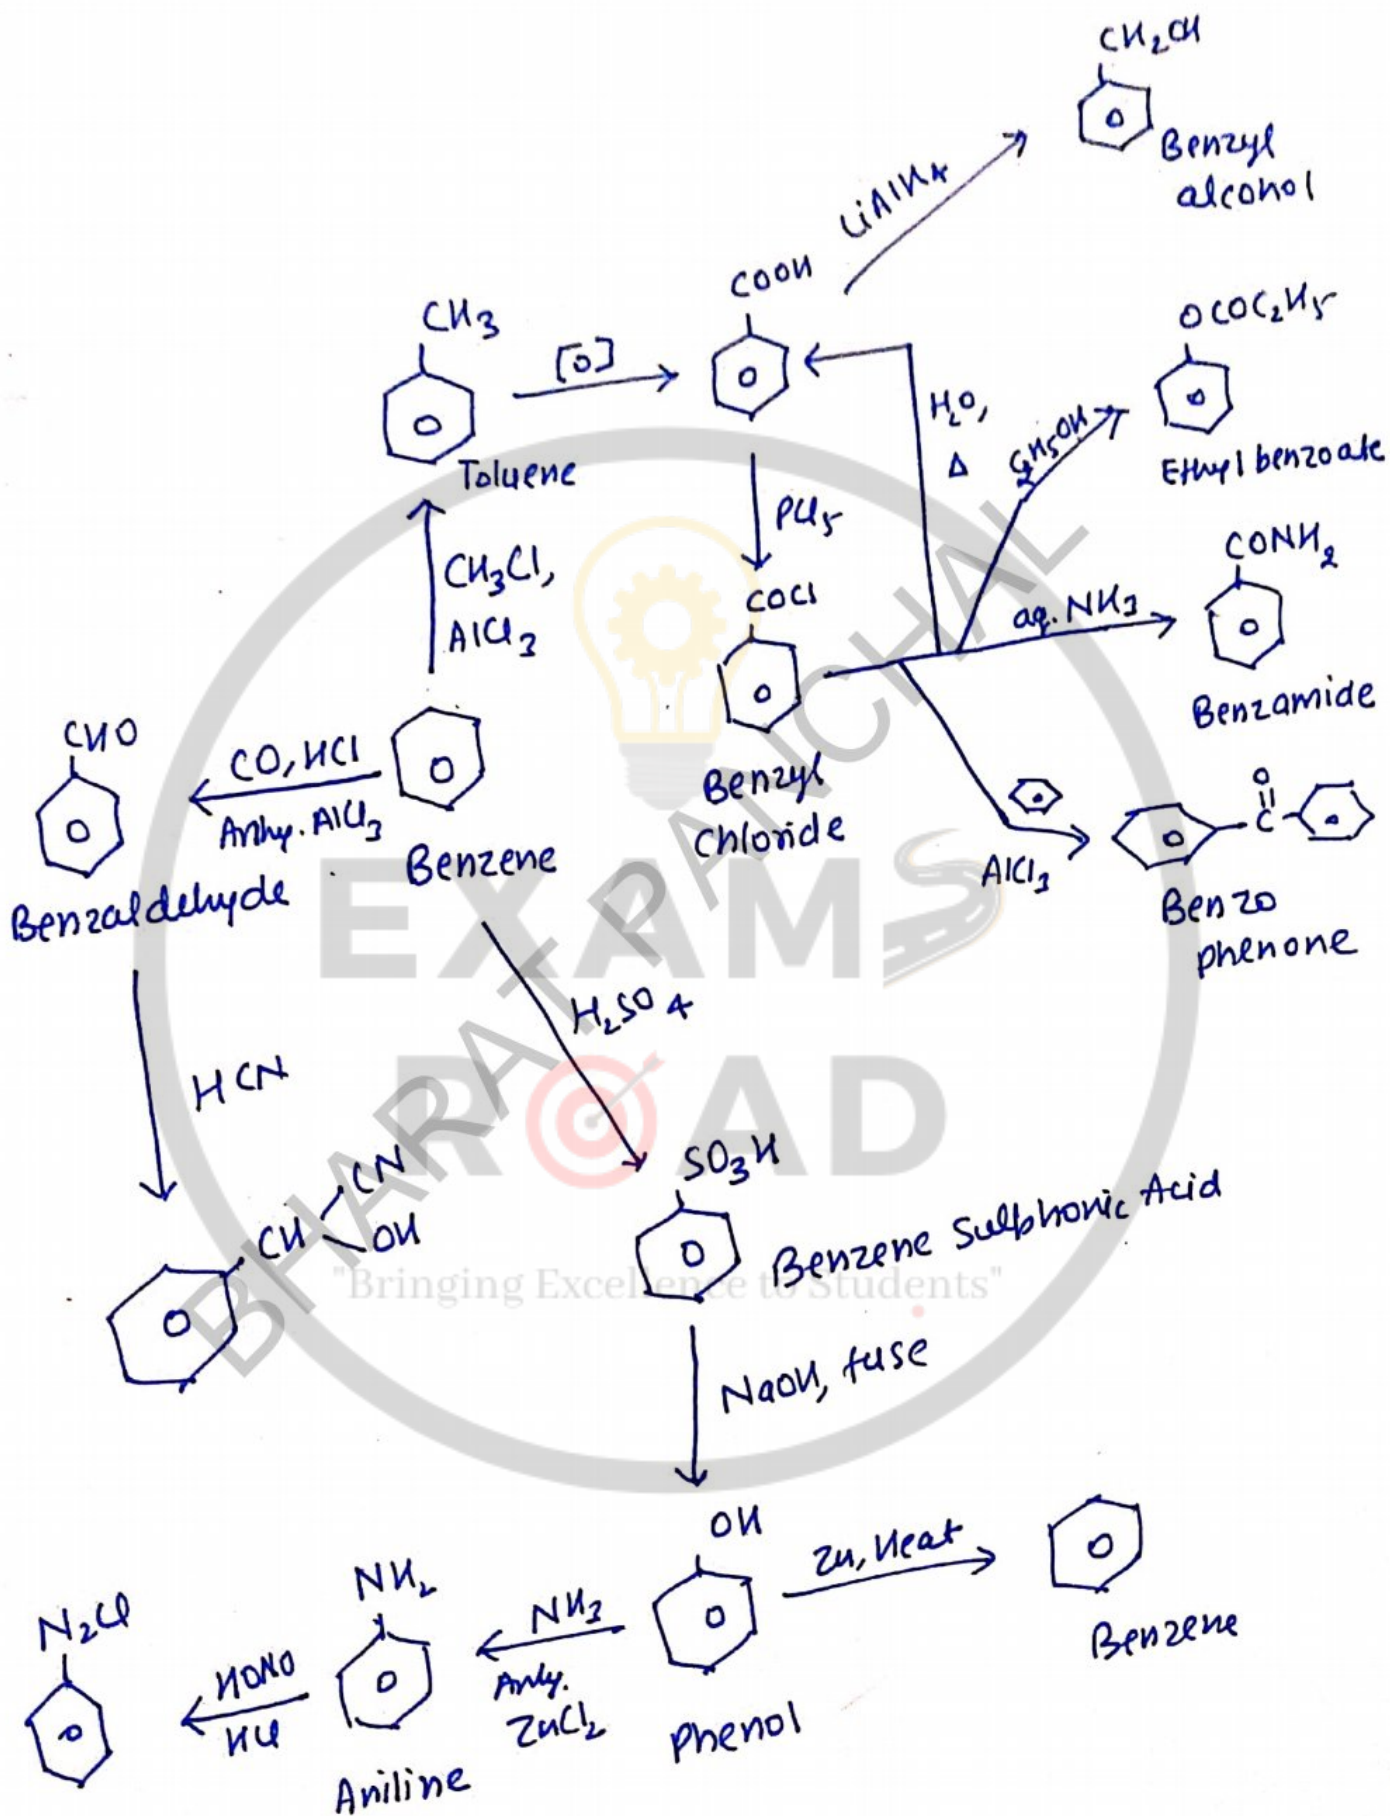 CH₂OH
Benzyl
alcohol
LiAlH₄
COOH
CH₃
[O]
Toluene
OCOC₂H₅
H₂O,
Δ
C₂H₅OH
Ethyl benzoate
PCl₅
CH₃Cl,
AlCl₃
COCl
CONH₂
aq. NH₃
Benzamide
Benzyl
Chloride
CHO
CO, HCl
Anhy. AlCl₃
Benzaldehyde
Benzene
O
C
AlCl₃
Benzo
phenone
EXAMS
ROAD
BHARAT PANCHAL
"Bringing Excellence to Students"
H₂SO₄
HCN
CN
CH
OH
SO₃H
Benzene Sulphonic Acid
NaOH, fuse
OH
Zn, Heat
Benzene
NH₃
Anhy.
ZnCl₂
Phenol
NH₂
Aniline
HONO
HCl
N₂Cl